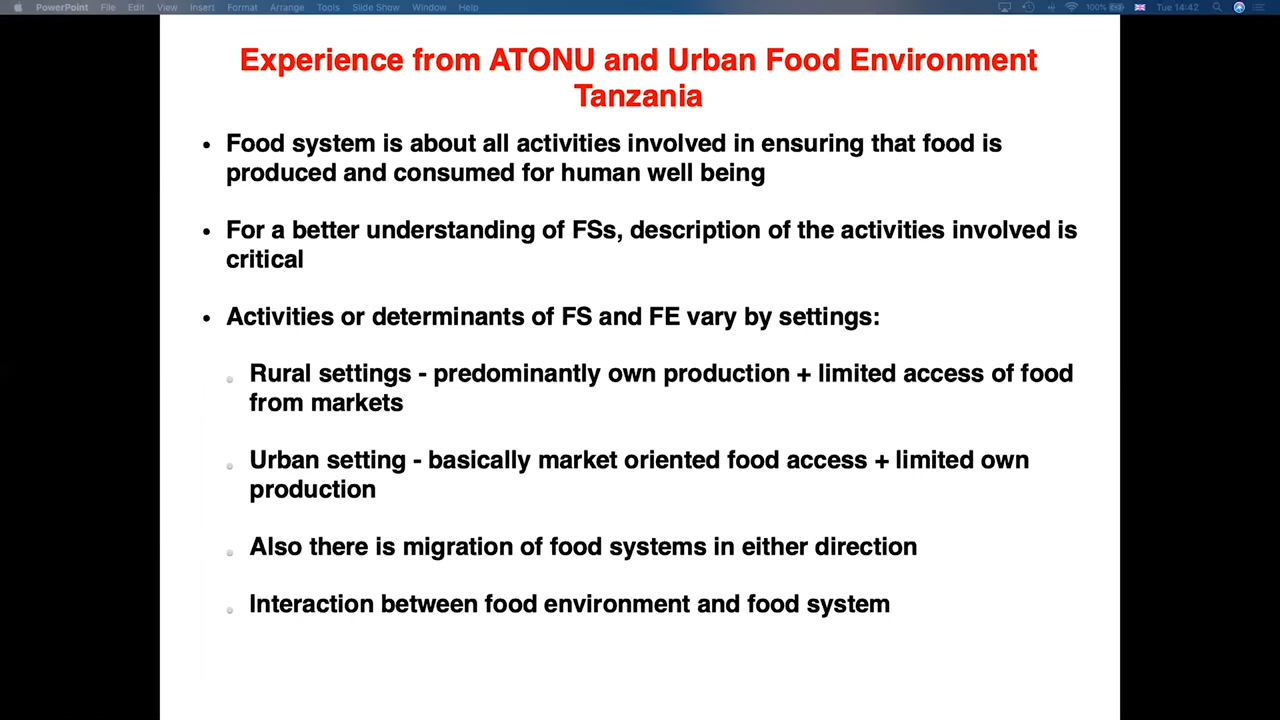 PowerPoint File Edit View Insert Format Arrange Tools Slide Show Window Help 100% Tue 14:42
Experience from ATONU and Urban Food Environment
Tanzania
• Food system is about all activities involved in ensuring that food is
produced and consumed for human well being
• For a better understanding of FSs, description of the activities involved is
critical
• Activities or determinants of FS and FE vary by settings:
Rural settings - predominantly own production + limited access of food
from markets
Urban setting - basically market oriented food access + limited own
production
Also there is migration of food systems in either direction
Interaction between food environment and food system